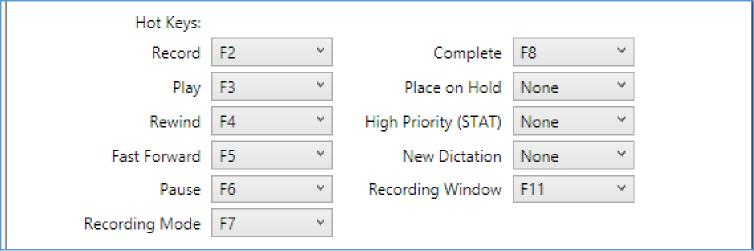 Hot Keys:
Record F2 Complete F8
Play F3 Place on Hold None
Rewind F4 High Priority (STAT) None
Fast Forward F5 New Dictation None
Pause F6 Recording Window F11
Recording Mode F7